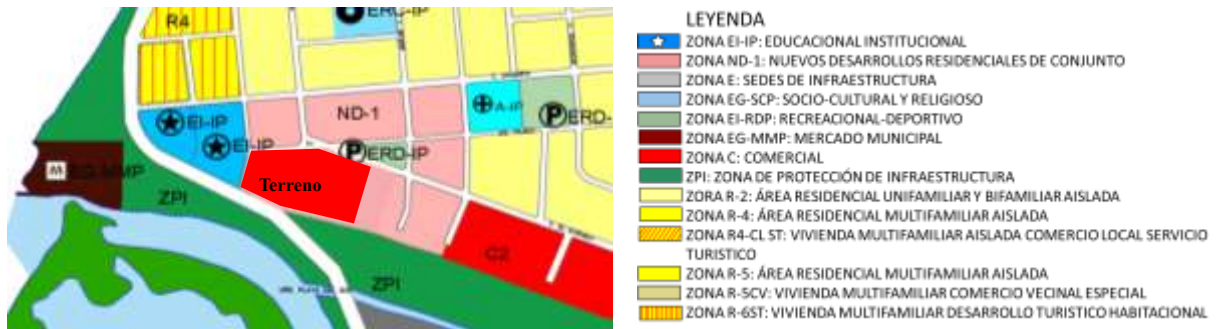 R4
ERC-IP
EI-IP
EI-IP
ND-1
A-IP
ERD-
P
P
ERD-IP
M
EG-MMP
Terreno
ZPI
C2
ZPI
LEYENDA
ZONA EI-IP: EDUCACIONAL INSTITUCIONAL
ZONA ND-1: NUEVOS DESARROLLOS RESIDENCIALES DE CONJUNTO
ZONA E: SEDES DE INFRAESTRUCTURA
ZONA EG-SCP: SOCIO-CULTURAL Y RELIGIOSO
ZONA EI-RDP: RECREACIONAL-DEPORTIVO
ZONA EG-MMP: MERCADO MUNICIPAL
ZONA C: COMERCIAL
ZPI: ZONA DE PROTECCIÓN DE INFRAESTRUCTURA
ZORA R-2: ÁREA RESIDENCIAL UNIFAMILIAR Y BIFAMILIAR AISLADA
ZONA R-4: ÁREA RESIDENCIAL MULTIFAMILIAR AISLADA
ZONA R4-CL ST: VIVIENDA MULTIFAMILIAR AISLADA COMERCIO LOCAL SERVICIO
TURISTICO
ZONA R-5: ÁREA RESIDENCIAL MULTIFAMILIAR AISLADA
ZONA R-5CV: VIVIENDA MULTIFAMILIAR COMERCIO VECINAL ESPECIAL
ZONA R-6ST: VIVIENDA MULTIFAMILIAR DESARROLLO TURISTICO HABITACIONAL